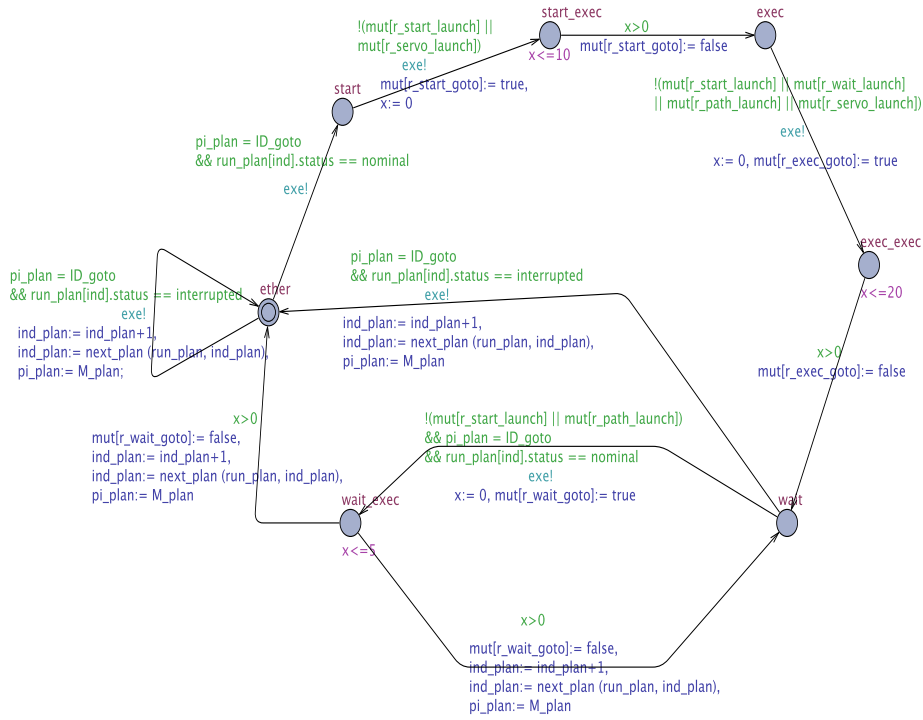 start_exec
exec
!(mut[r_start_launch] ||
mut[r_servo_launch])
exe!
mut[r_start_goto]:= true,
x:= 0
x<=10
x>0
mut[r_start_goto]:= false
start
!(mut[r_start_launch] || mut[r_wait_launch]
|| mut[r_path_launch] || mut[r_servo_launch])
exe!
x:= 0, mut[r_exec_goto]:= true
pi_plan = ID_goto
&& run_plan[ind].status == nominal
exe!
exec_exec
x<=20
pi_plan = ID_goto
&& run_plan[ind].status == interrupted
exe!
ind_plan:= ind_plan+1,
ind_plan:= next_plan (run_plan, ind_plan),
pi_plan:= M_plan;
ether
pi_plan = ID_goto
&& run_plan[ind].status == interrupted
exe!
ind_plan:= ind_plan+1,
ind_plan:= next_plan (run_plan, ind_plan),
pi_plan:= M_plan
x>0
mut[r_exec_goto]:= false
x>0
mut[r_wait_goto]:= false,
ind_plan:= ind_plan+1,
ind_plan:= next_plan (run_plan, ind_plan),
pi_plan:= M_plan
!(mut[r_start_launch] || mut[r_path_launch])
&& pi_plan = ID_goto
&& run_plan[ind].status == nominal
exe!
x:= 0, mut[r_wait_goto]:= true
wait_exec
x<=5
wait
x>0
mut[r_wait_goto]:= false,
ind_plan:= ind_plan+1,
ind_plan:= next_plan (run_plan, ind_plan),
pi_plan:= M_plan